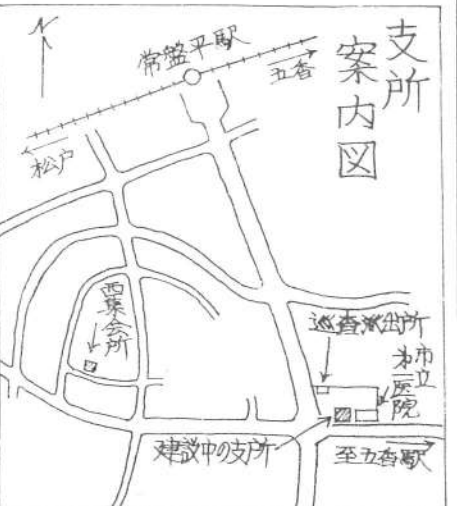 支所
案内図
常盤平駅
五香
松戸
西集会所
巡査派出所
市立
第一医院
建設中の支所
至五香駅